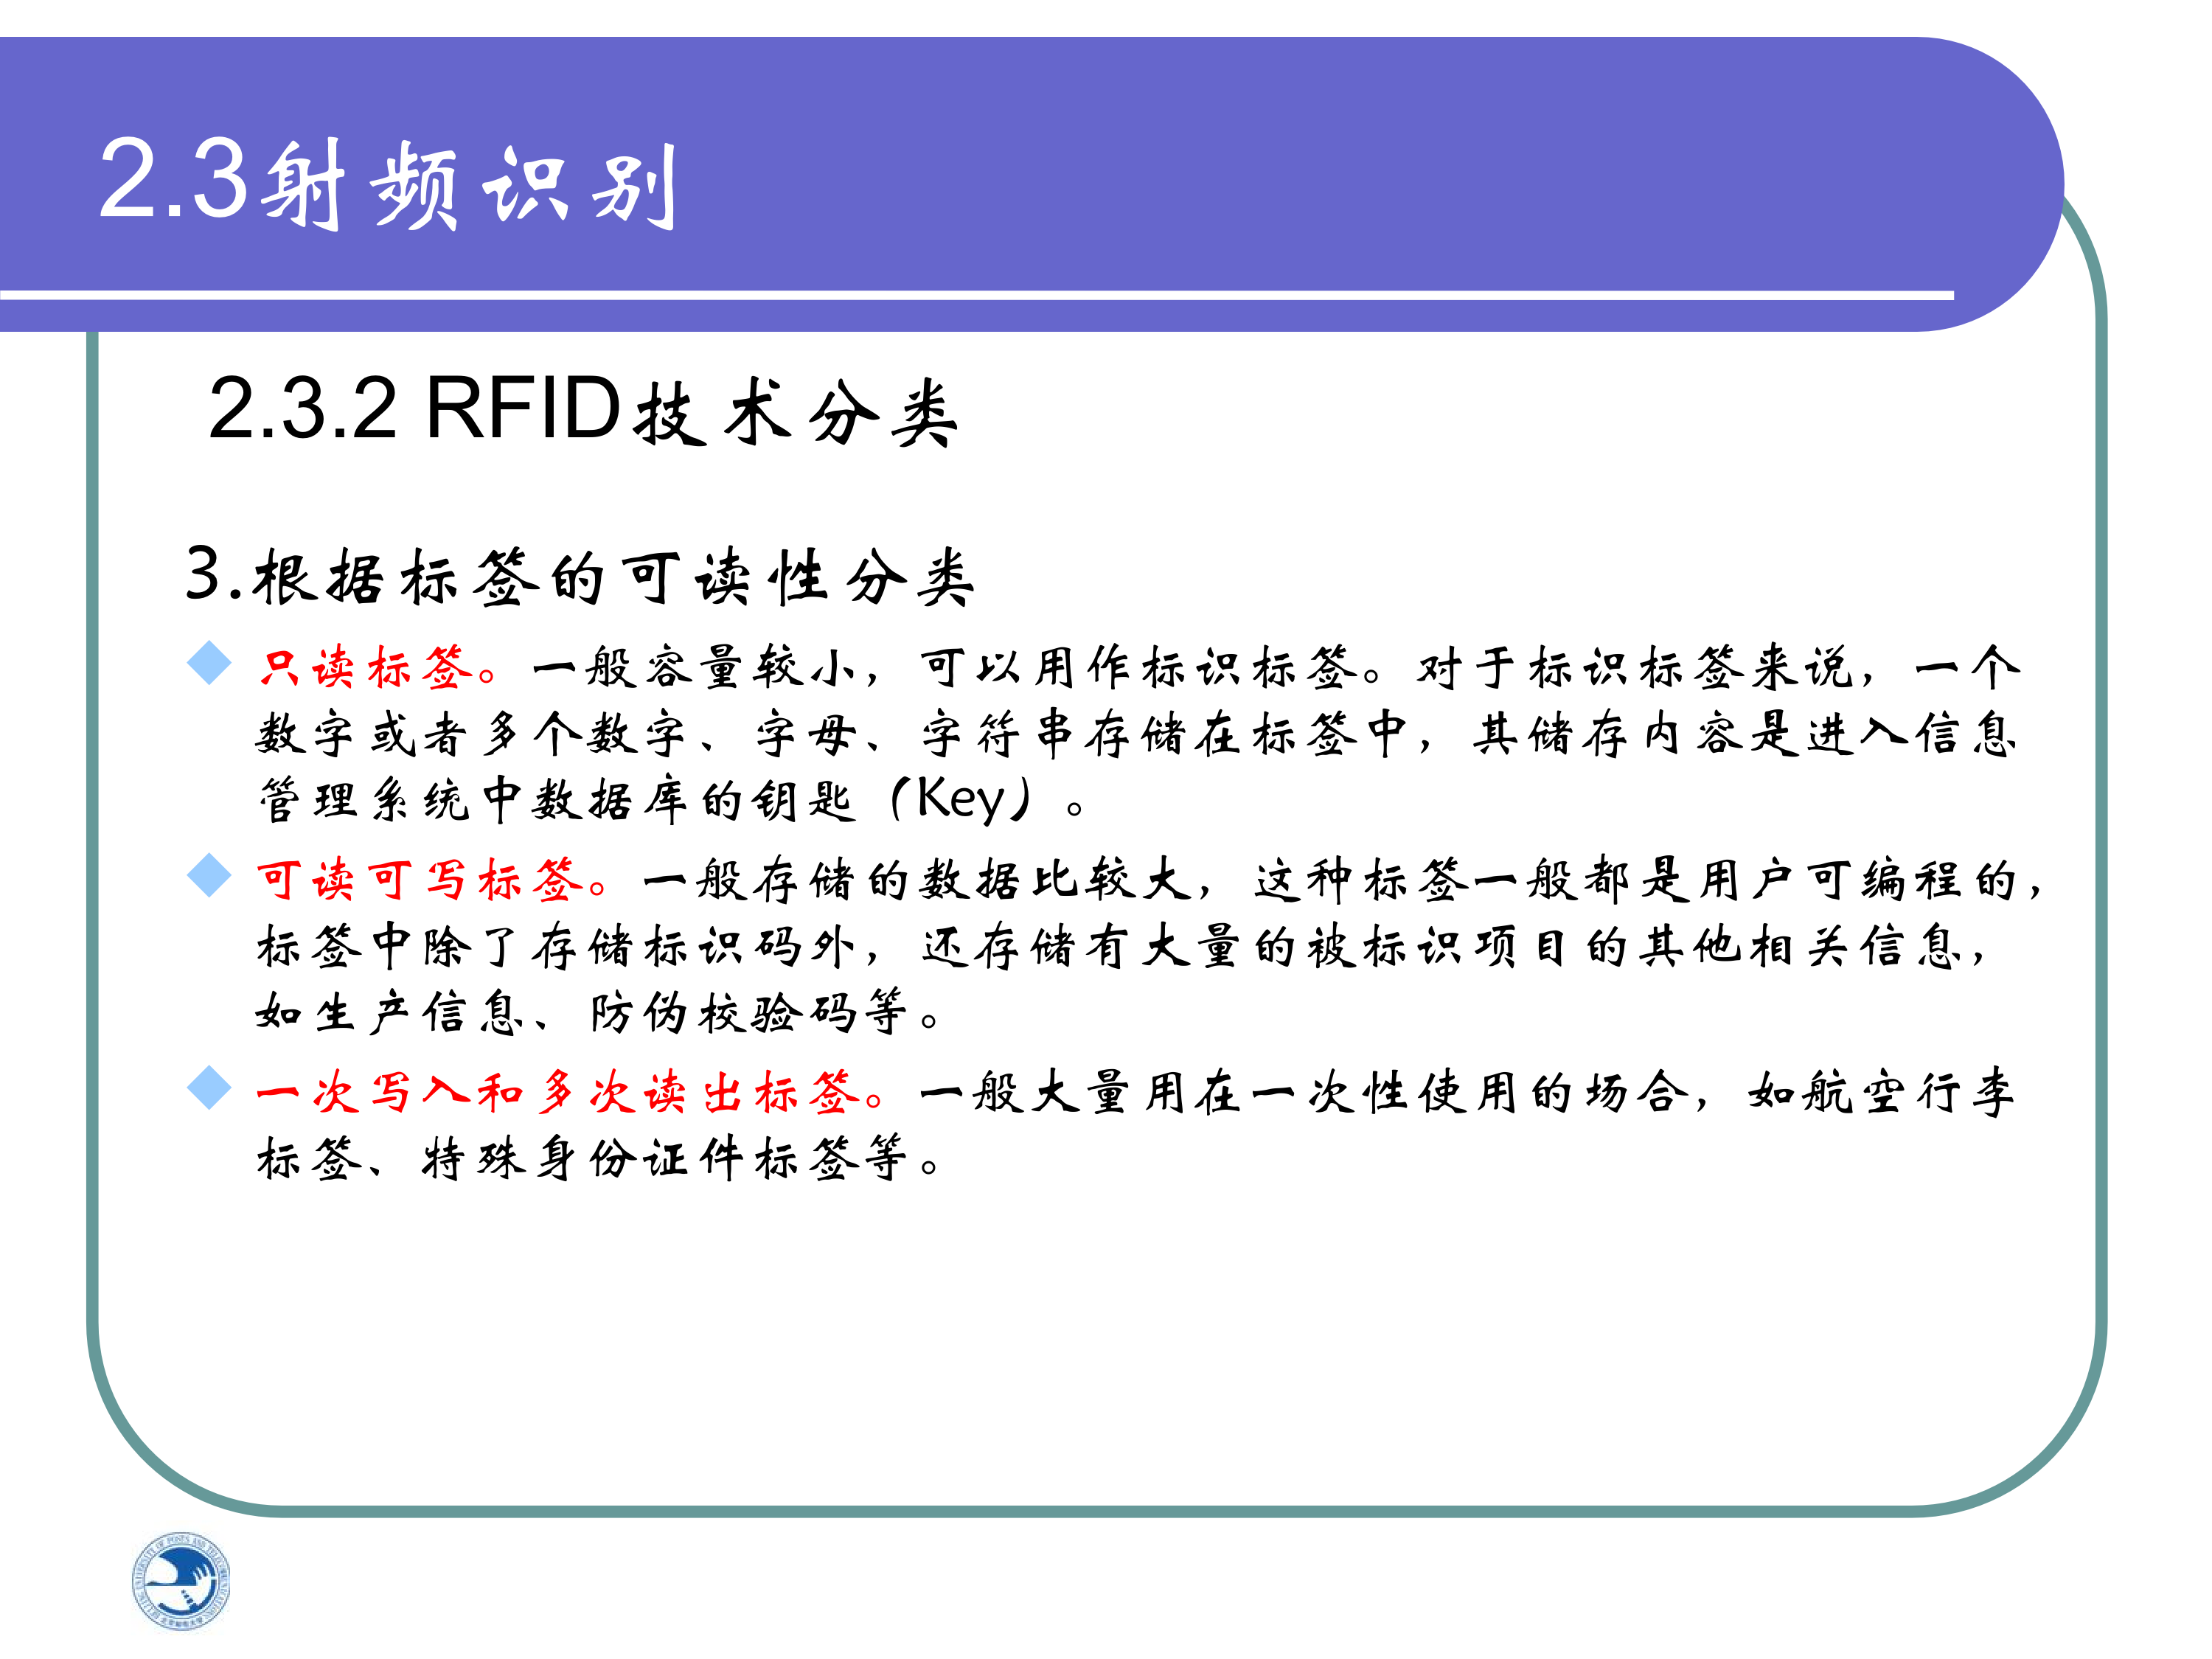 2.3射频识别
2.3.2 RFID技术分类
3.根据标签的可读性分类
只读标签。一般容量较小，可以用作标识标签。对于标识标签来说，一个
数字或者多个数字、字母、字符串存储在标签中，其储存内容是进入信息
管理系统中数据库的钥匙（Key）。
可读可写标签。一般存储的数据比较大，这种标签一般都是用户可编程的，
标签中除了存储标识码外，还存储有大量的被标识项目的其他相关信息，
如生产信息、防伪校验码等。
一次写入和多次读出标签。一般大量用在一次性使用的场合，如航空行李
标签、特殊身份证件标签等。